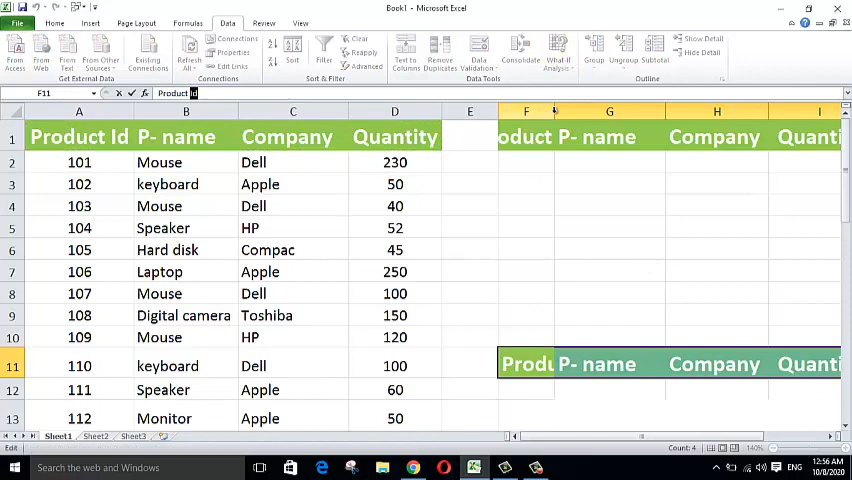 Book1 - Microsoft Excel
File Home Insert Page Layout Formulas Data Review View
From Access From Web From Text From Other Sources Existing Connections
Get External Data
Refresh All Connections Properties Edit Links
Connections
Sort Filter Clear Reapply Advanced
Sort & Filter
Text to Columns Remove Duplicates Data Validation Consolidate What-If Analysis
Data Tools
Group Ungroup Subtotal Show Detail Hide Detail
Outline
F11 fx Product Id
A B C D E F G H I
1 Product Id P- name Company Quantity oduct P- name Company Quanti
2 101 Mouse Dell 230
3 102 keyboard Apple 50
4 103 Mouse Dell 40
5 104 Speaker HP 52
6 105 Hard disk Compac 45
7 106 Laptop Apple 250
8 107 Mouse Dell 100
9 108 Digital camera Toshiba 150
10 109 Mouse HP 120
11 110 keyboard Dell 100 Produ P- name Company Quanti
12 111 Speaker Apple 60
13 112 Monitor Apple 50
Sheet1 Sheet2 Sheet3
Edit Count: 4 140%
Search the web and Windows
ENG 12:56 AM
10/8/2020